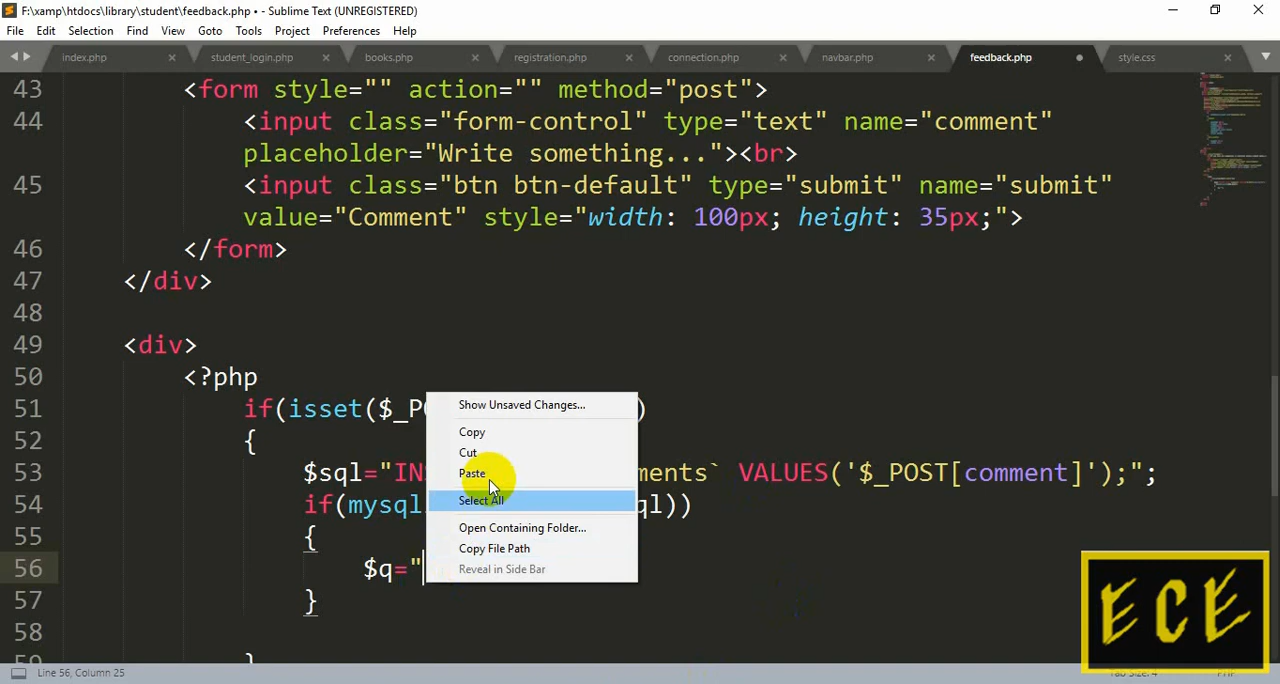 F:\xamp\htdocs\library\student\feedback.php • - Sublime Text (UNREGISTERED)
File Edit Selection Find View Goto Tools Project Preferences Help
index.php student_login.php books.php registration.php connection.php navbar.php feedback.php style.css
43 <form style="" action="" method="post">
44 <input class="form-control" type="text" name="comment"
placeholder="Write something..."><br>
45 <input class="btn btn-default" type="submit" name="submit"
value="Comment" style="width: 100px; height: 35px;">
46 </form>
47 </div>
48
49 <div>
50 <?php
51 if(isset($_P )
52 {
53 $sql="IN ments` VALUES('$_POST[comment]');";
54 if(mysql ql))
55 {
56 $q="
57 }
58
Show Unsaved Changes...
Copy
Cut
Paste
Select All
Open Containing Folder...
Copy File Path
Reveal in Side Bar
ECE
Line 56, Column 25